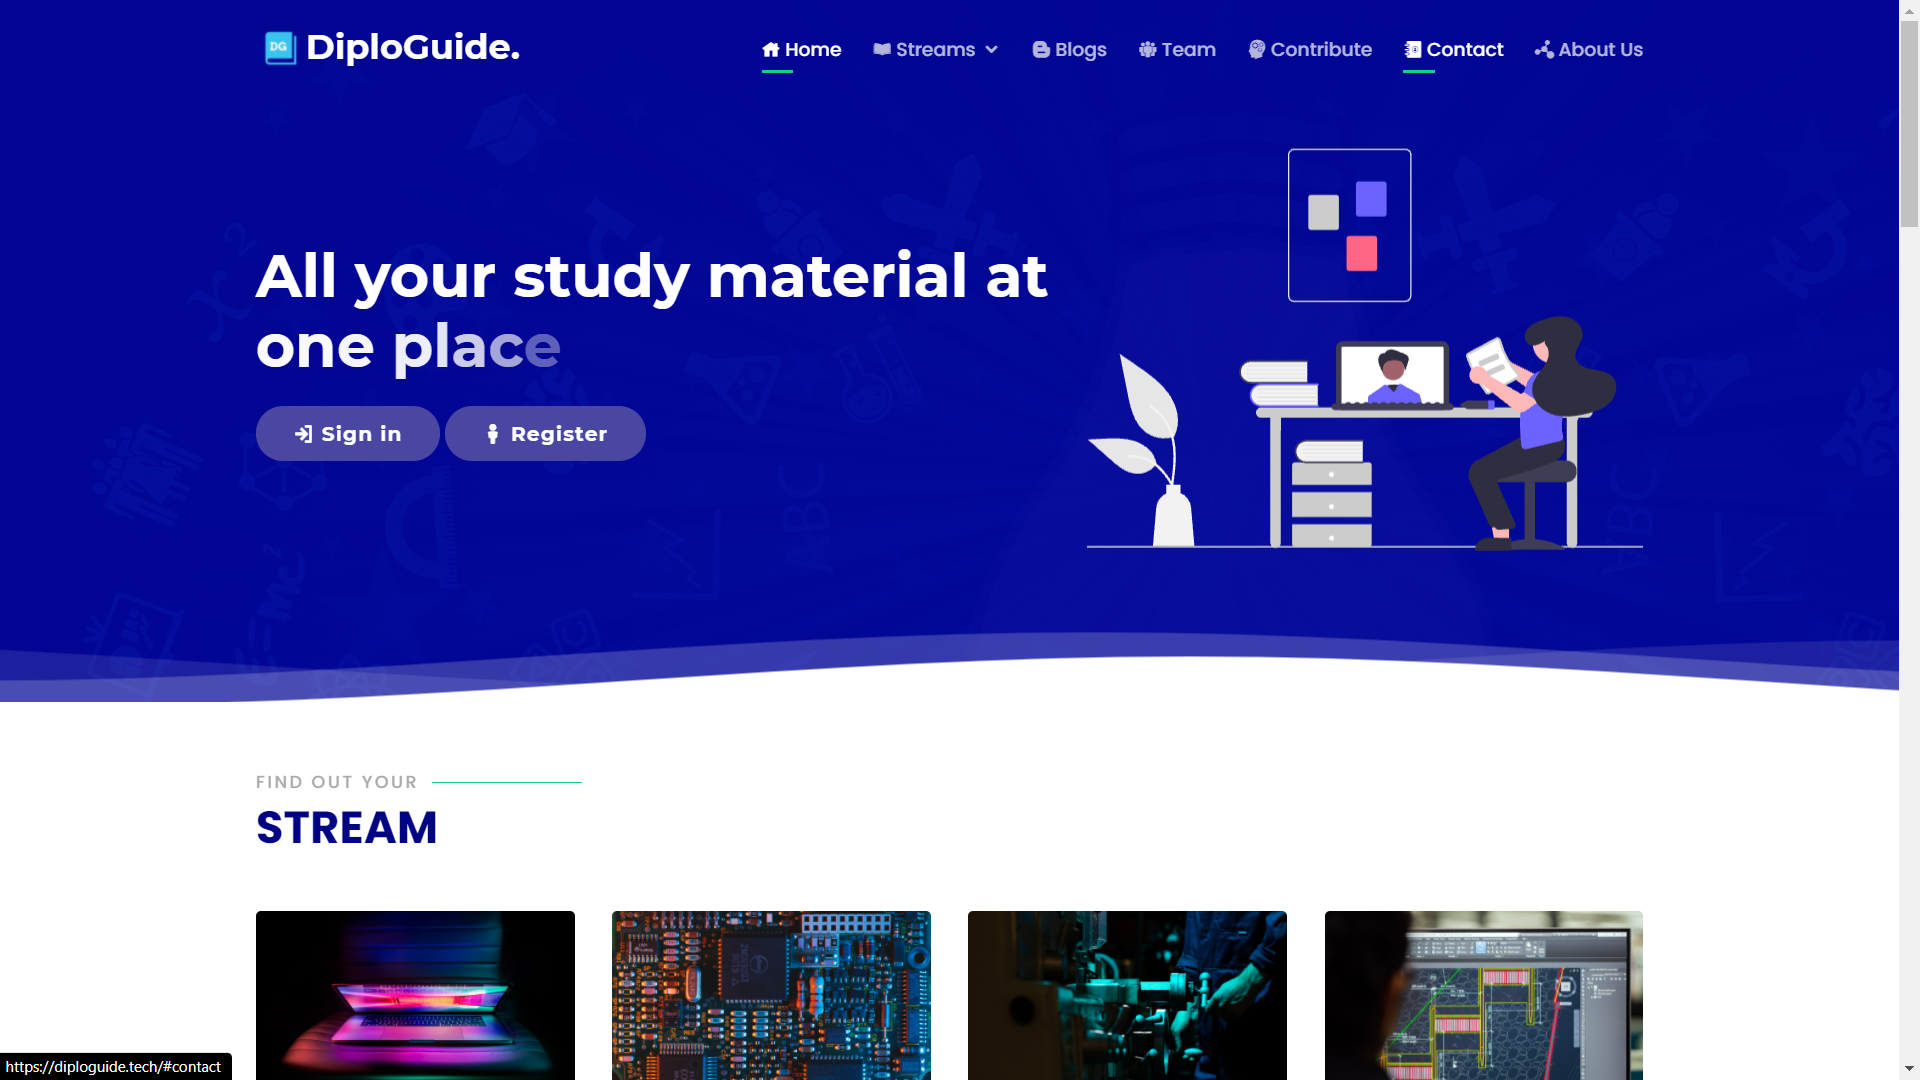 DG DiploGuide.
Home Streams Blogs Team Contribute Contact About Us
All your study material at
one place
Sign in Register
FIND OUT YOUR
STREAM
https://diploguide.tech/#contact